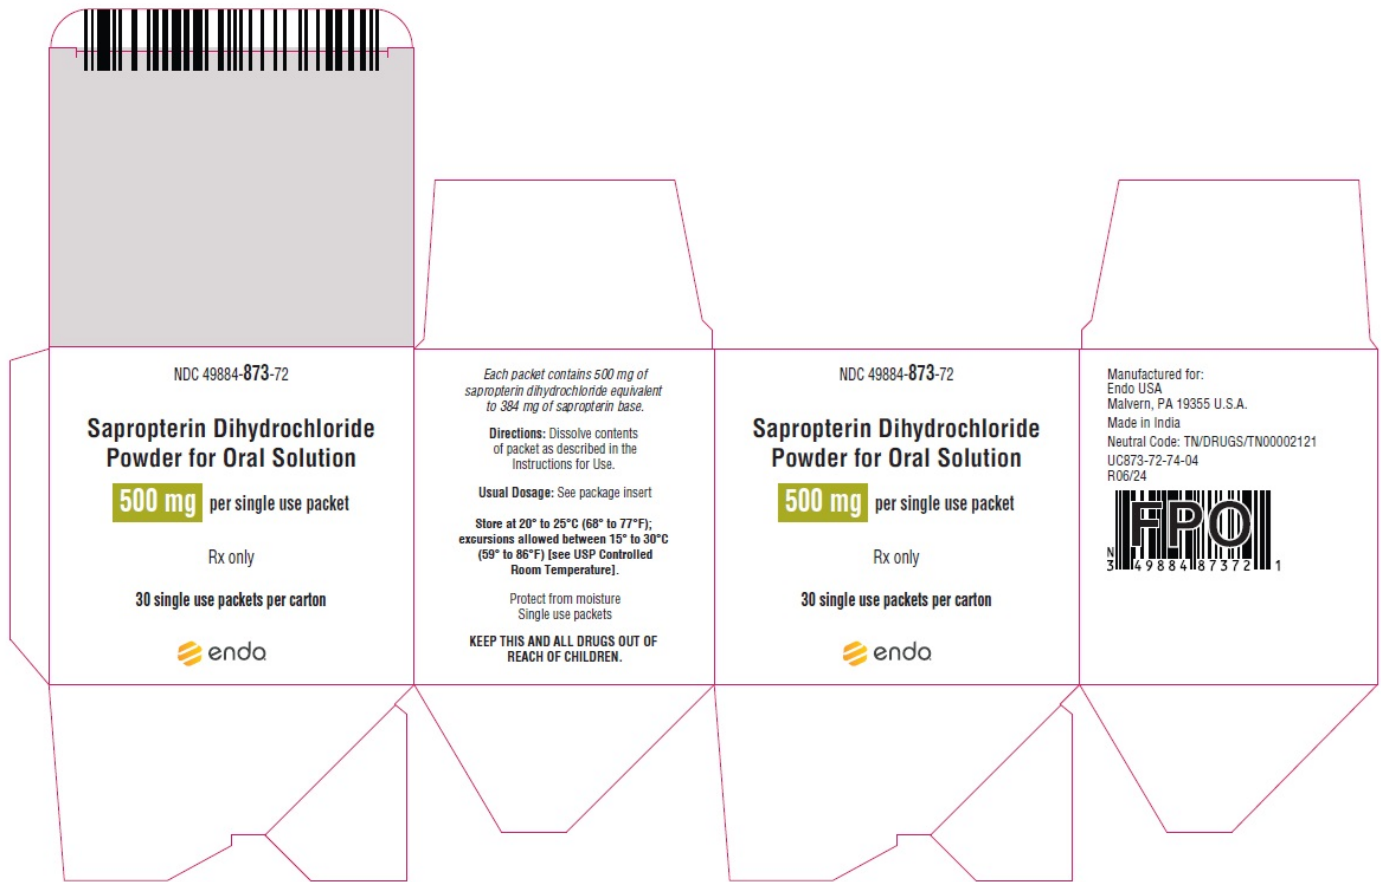 NDC 49884-873-72
Sapropterin Dihydrochloride
Powder for Oral Solution
500 mg per single use packet
Rx only
30 single use packets per carton
endo
Each packet contains 500 mg of
sapropterin dihydrochloride equivalent
to 384 mg of sapropterin base.
Directions: Dissolve contents
of packet as described in the
Instructions for Use.
Usual Dosage: See package insert
Store at 20° to 25°C (68° to 77°F);
excursions allowed between 15° to 30°C
(59° to 86°F) [see USP Controlled
Room Temperature].
Protect from moisture
Single use packets
KEEP THIS AND ALL DRUGS OUT OF
REACH OF CHILDREN.
NDC 49884-873-72
Sapropterin Dihydrochloride
Powder for Oral Solution
500 mg per single use packet
Rx only
30 single use packets per carton
endo
Manufactured for:
Endo USA
Malvern, PA 19355 U.S.A.
Made in India
Neutral Code: TN/DRUGS/TN00002121
UC873-72-74-04
R06/24
FPO
N
3 49884 87372 1